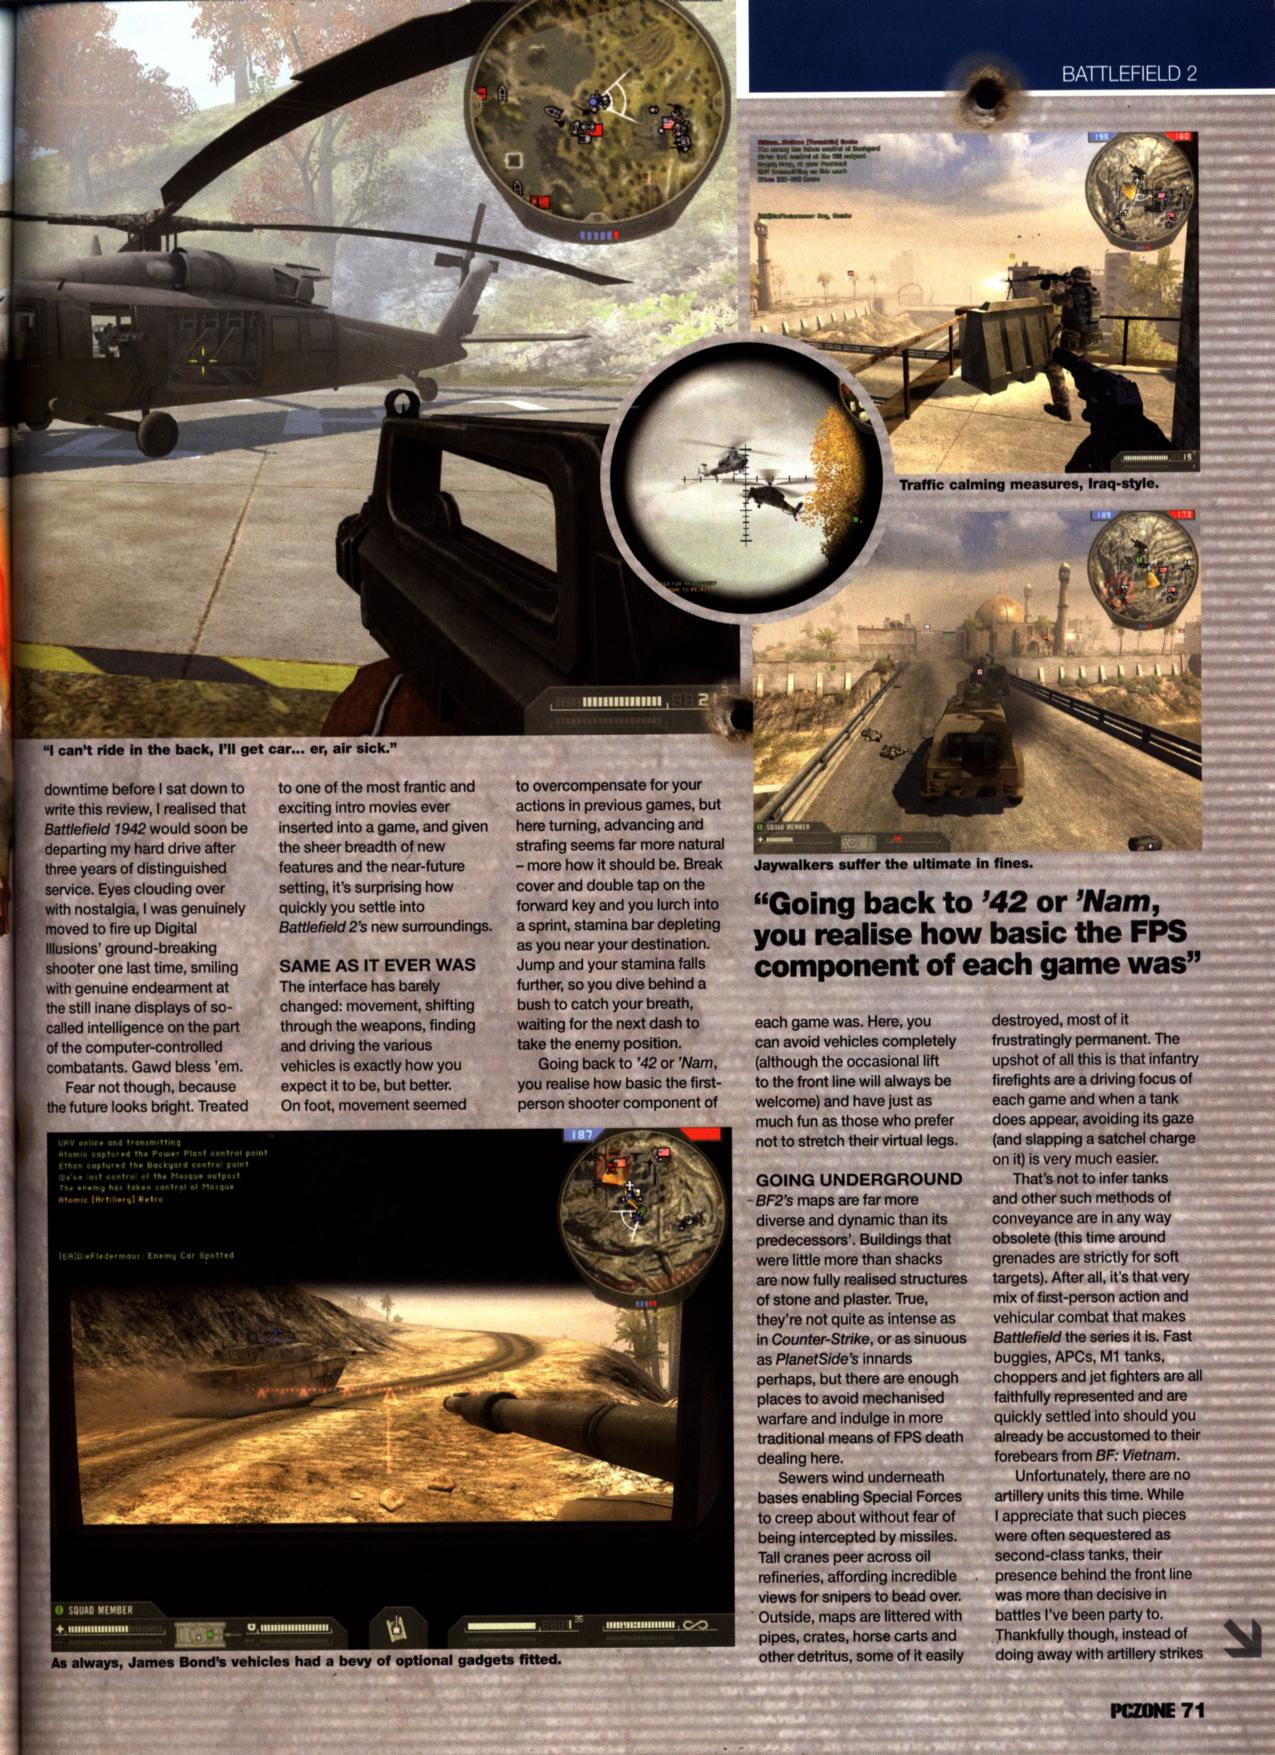 BATTLEFIELD 2
195
180
Traffic calming measures, Iraq-style.
189
173
SQUAD MEMBER
Jaywalkers suffer the ultimate in fines.
"I can't ride in the back, I'll get car... er, air sick."
downtime before I sat down to
write this review, I realised that
Battlefield 1942 would soon be
departing my hard drive after
three years of distinguished
service. Eyes clouding over
with nostalgia, I was genuinely
moved to fire up Digital
Illusions' ground-breaking
shooter one last time, smiling
with genuine endearment at
the still inane displays of so-
called intelligence on the part
of the computer-controlled
combatants. Gawd bless 'em.
Fear not though, because
the future looks bright. Treated
to one of the most frantic and
exciting intro movies ever
inserted into a game, and given
the sheer breadth of new
features and the near-future
setting, it's surprising how
quickly you settle into
Battlefield 2's new surroundings.
SAME AS IT EVER WAS
The interface has barely
changed: movement, shifting
through the weapons, finding
and driving the various
vehicles is exactly how you
expect it to be, but better.
On foot, movement seemed
to overcompensate for your
actions in previous games, but
here turning, advancing and
strafing seems far more natural
– more how it should be. Break
cover and double tap on the
forward key and you lurch into
a sprint, stamina bar depleting
as you near your destination.
Jump and your stamina falls
further, so you dive behind a
bush to catch your breath,
waiting for the next dash to
take the enemy position.
Going back to '42 or 'Nam,
you realise how basic the first-
person shooter component of
"Going back to '42 or 'Nam,
you realise how basic the FPS
component of each game was"
each game was. Here, you
can avoid vehicles completely
(although the occasional lift
to the front line will always be
welcome) and have just as
much fun as those who prefer
not to stretch their virtual legs.
GOING UNDERGROUND
BF2's maps are far more
diverse and dynamic than its
predecessors'. Buildings that
were little more than shacks
are now fully realised structures
of stone and plaster. True,
they're not quite as intense as
in Counter-Strike, or as sinuous
as PlanetSide's innards
perhaps, but there are enough
places to avoid mechanised
warfare and indulge in more
traditional means of FPS death
dealing here.
Sewers wind underneath
bases enabling Special Forces
to creep about without fear of
being intercepted by missiles.
Tall cranes peer across oil
refineries, affording incredible
views for snipers to bead over.
Outside, maps are littered with
pipes, crates, horse carts and
other detritus, some of it easily
destroyed, most of it
frustratingly permanent. The
upshot of all this is that infantry
firefights are a driving focus of
each game and when a tank
does appear, avoiding its gaze
(and slapping a satchel charge
on it) is very much easier.
That's not to infer tanks
and other such methods of
conveyance are in any way
obsolete (this time around
grenades are strictly for soft
targets). After all, it's that very
mix of first-person action and
vehicular combat that makes
Battlefield the series it is. Fast
buggies, APCs, M1 tanks,
choppers and jet fighters are all
faithfully represented and are
quickly settled into should you
already be accustomed to their
forebears from BF: Vietnam.
Unfortunately, there are no
artillery units this time. While
I appreciate that such pieces
were often sequestered as
second-class tanks, their
presence behind the front line
was more than decisive in
battles I've been party to.
Thankfully though, instead of
doing away with artillery strikes
UAV online and transmitting
Atomic captured the Power Plant control point
Ethan captured the Backyard control point
We've lost control of the Mosque outpost
The enemy has taken control of Mosque
Atomic [Artillery] Retro
[EA]DieFledermaus: Enemy Car Spotted
187
SQUAD MEMBER
As always, James Bond's vehicles had a bevy of optional gadgets fitted.
PCZONE 71